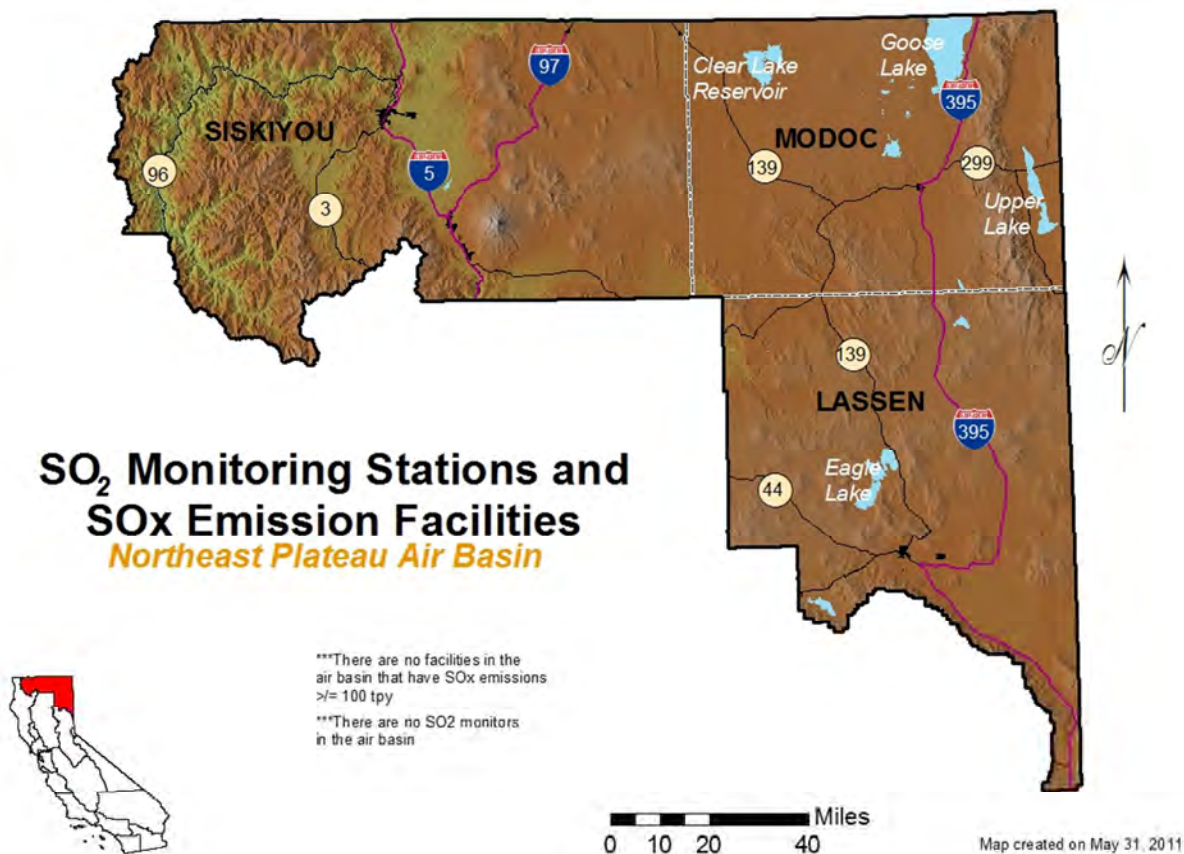 97
Goose
Lake
Clear Lake
Reservoir
395
SISKIYOU
MODOC
96
5
139
299
3
Upper
Lake
N
139
LASSEN
395
SO₂ Monitoring Stations and
SOx Emission Facilities
Northeast Plateau Air Basin
Eagle
Lake
44
***There are no facilities in the
air basin that have SOx emissions
>/= 100 tpy
***There are no SO2 monitors
in the air basin
Miles
0 10 20 40
Map created on May 31, 2011